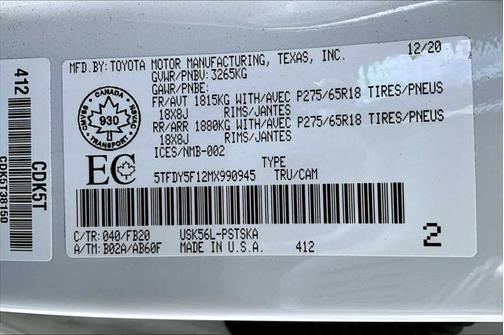 MFD.BY: TOYOTA MOTOR MANUFACTURING, TEXAS, INC. 12/20
GVWR/PNBV: 3265KG
GAWR/PNBE:
FR/AUT 1815KG WITH/AVEC P275/65R18 TIRES/PNEUS
18X8J RIMS/JANTES
RR/ARR 1880KG WITH/AVEC P275/65R18 TIRES/PNEUS
18X8J RIMS/JANTES
ICES/NMB-002
CANADA
930
TRANSPORT
EC
TYPE
5TFDY5F12MX990945 TRU/CAM
C/TR: 040/FB20 USK56L-PSTSKA
A/TM: B02A/AB60F MADE IN U.S.A. 412
2
412
CDK5T
CDK5T38150